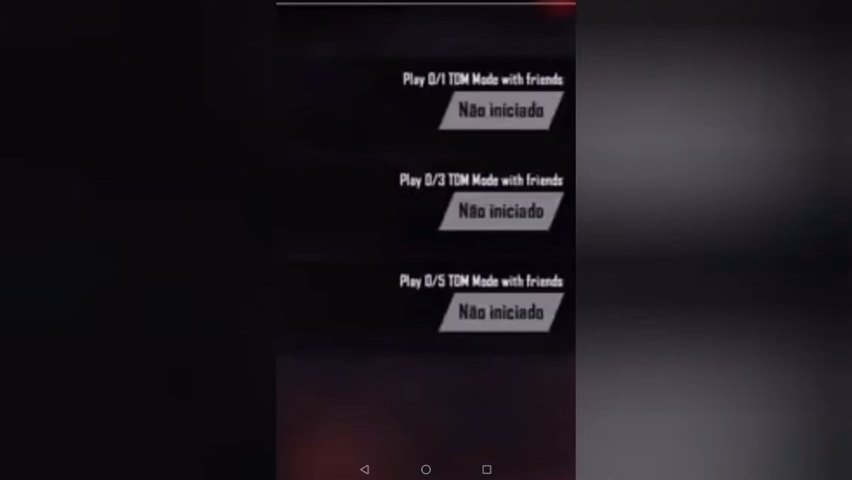 Play 0/1 TDM Mode with friends
Não iniciado
Play 0/3 TDM Mode with friends
Não iniciado
Play 0/5 TDM Mode with friends
Não iniciado